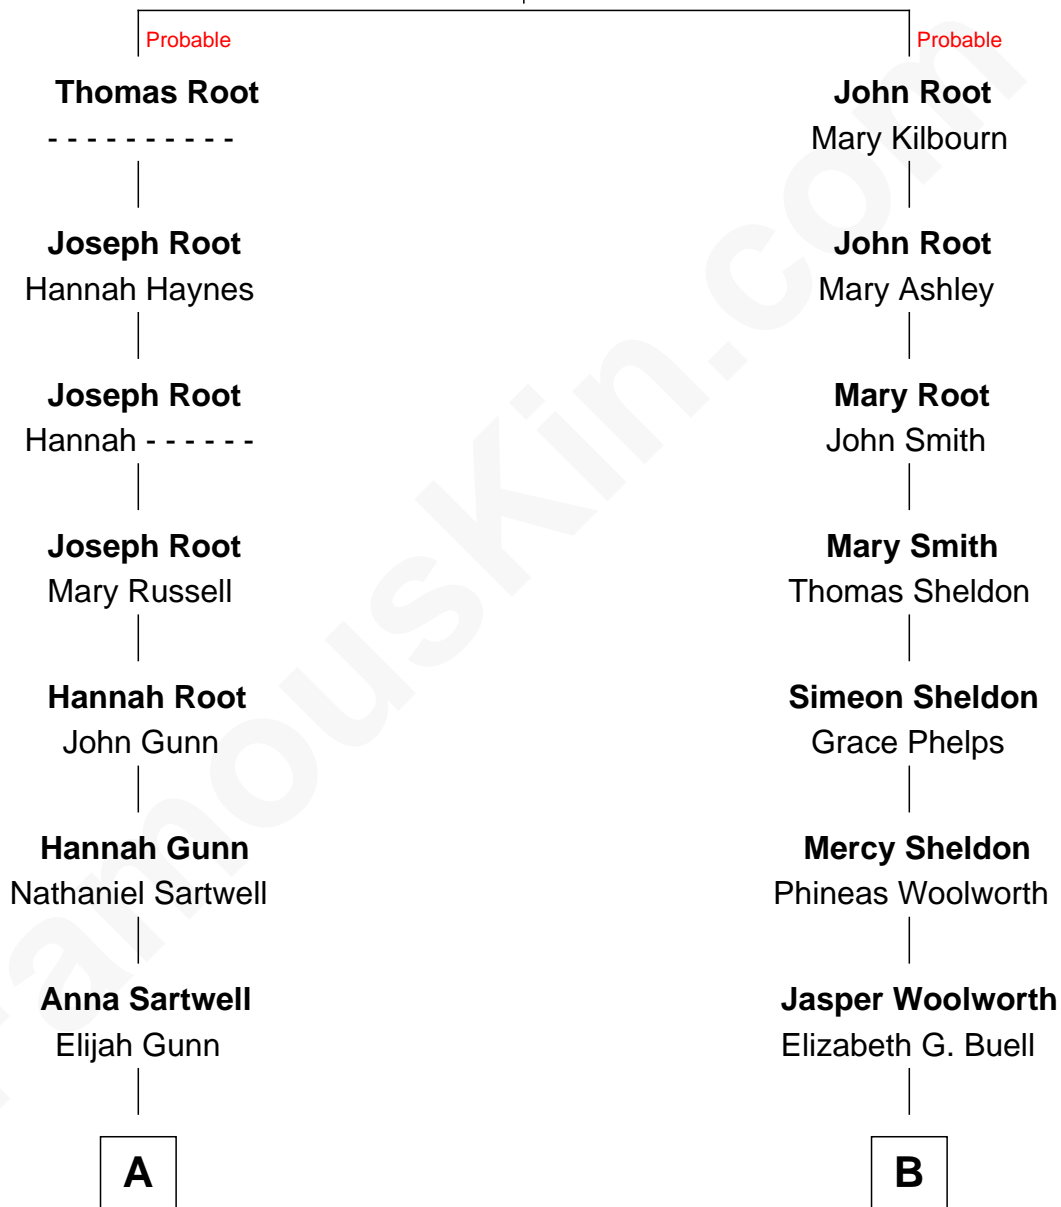 Probable
Thomas Root
- - - - - - - - - -
Joseph Root
Hannah Haynes
Joseph Root
Hannah - - - - - -
Joseph Root
Mary Russell
Hannah Root
John Gunn
Hannah Gunn
Nathaniel Sartwell
Anna Sartwell
Elijah Gunn
A
Probable
John Root
Mary Kilbourn
John Root
Mary Ashley
Mary Root
John Smith
Mary Smith
Thomas Sheldon
Simeon Sheldon
Grace Phelps
Mercy Sheldon
Phineas Woolworth
Jasper Woolworth
Elizabeth G. Buell
B
FamousKin.com